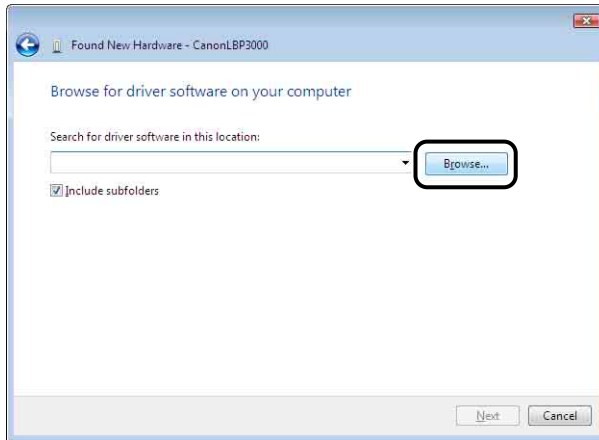 Found New Hardware - CanonLBP3000
Browse for driver software on your computer
Search for driver software in this location:
Browse...
Include subfolders
Next
Cancel